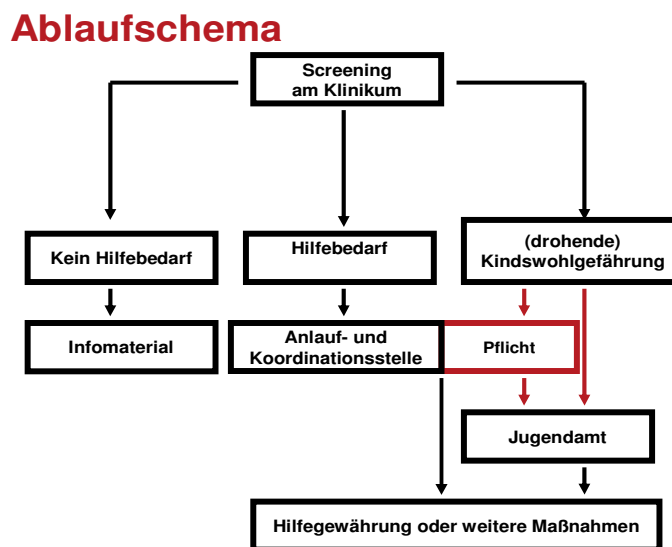 Ablaufschema
Screening
am Klinikum
Kein Hilfebedarf
Hilfebedarf
(drohende)
Kindswohlgefährung
Infomaterial
Anlauf- und
Koordinationsstelle
Pflicht
Jugendamt
Hilfegewährung oder weitere Maßnahmen